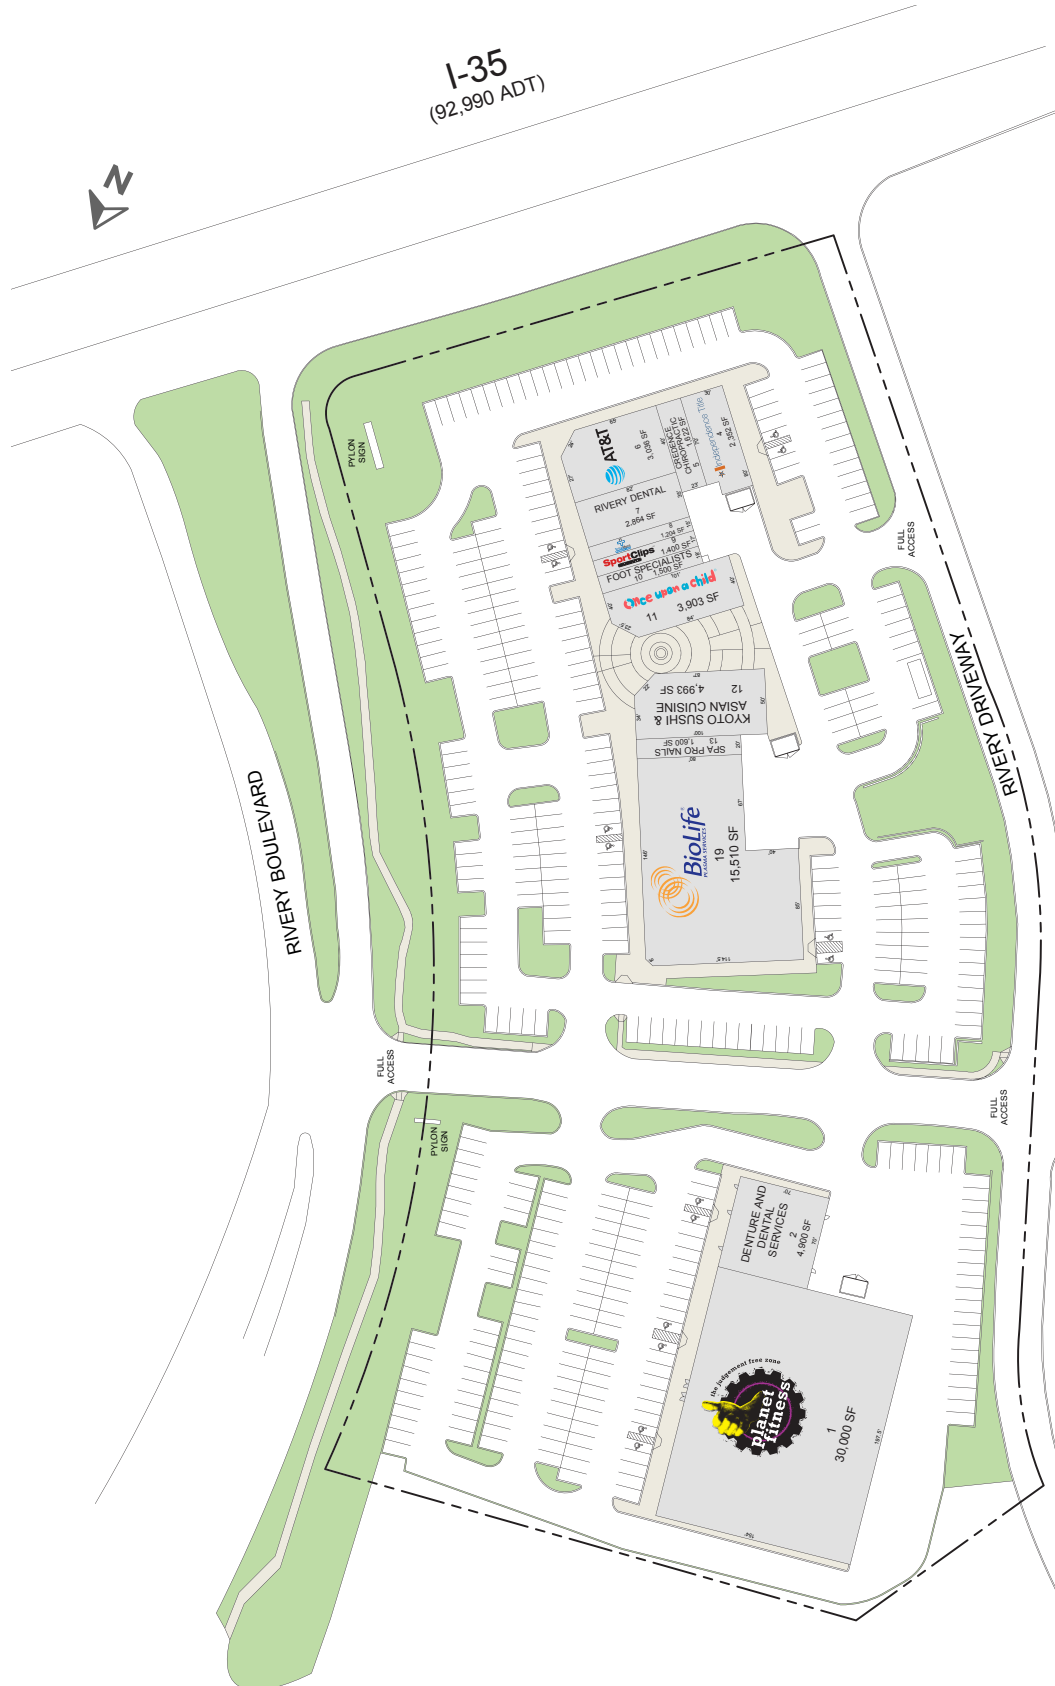 I-35
(92,990 ADT)
N
PYLON
SIGN
AT&T
6
3,036 SF
CREDENCE
CHIROPRACTIC
5 1,622 SF
Independence Title
4
2,352 SF
RIVERY DENTAL
7
2,864 SF
8
1,204 SF
SportClips
9
1,400 SF
FOOT SPECIALISTS
10 1,500 SF
once upon a child
11 3,903 SF
FULL
ACCESS
KYOTO SUSHI &
ASIAN CUISINE
12 4,993 SF
SPA PRO NAILS
13 1,600 SF
BioLife
PLASMA SERVICES
19
15,510 SF
RIVERY BOULEVARD
RIVERY DRIVEWAY
FULL
ACCESS
FULL
ACCESS
PYLON
SIGN
DENTURE AND
DENTAL
SERVICES
2
4,900 SF
the judgement free zone
planet
fitness
1
30,000 SF